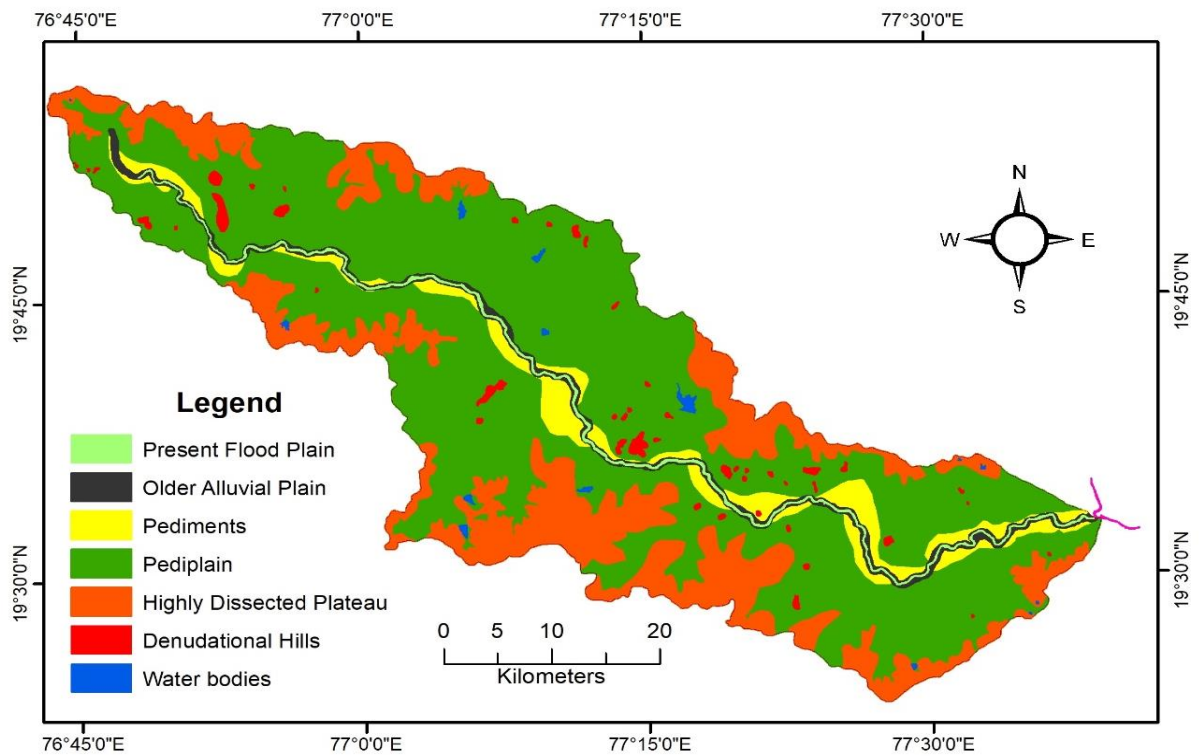 76°45'0"E 77°0'0"E 77°15'0"E 77°30'0"E
N
W E
S
19°45'0"N 19°45'0"N
Legend
Present Flood Plain
Older Alluvial Plain
Pediments
Pediplain
Highly Dissected Plateau
Denudational Hills
Water bodies
19°30'0"N 19°30'0"N
0 5 10 20
Kilometers
76°45'0"E 77°0'0"E 77°15'0"E 77°30'0"E